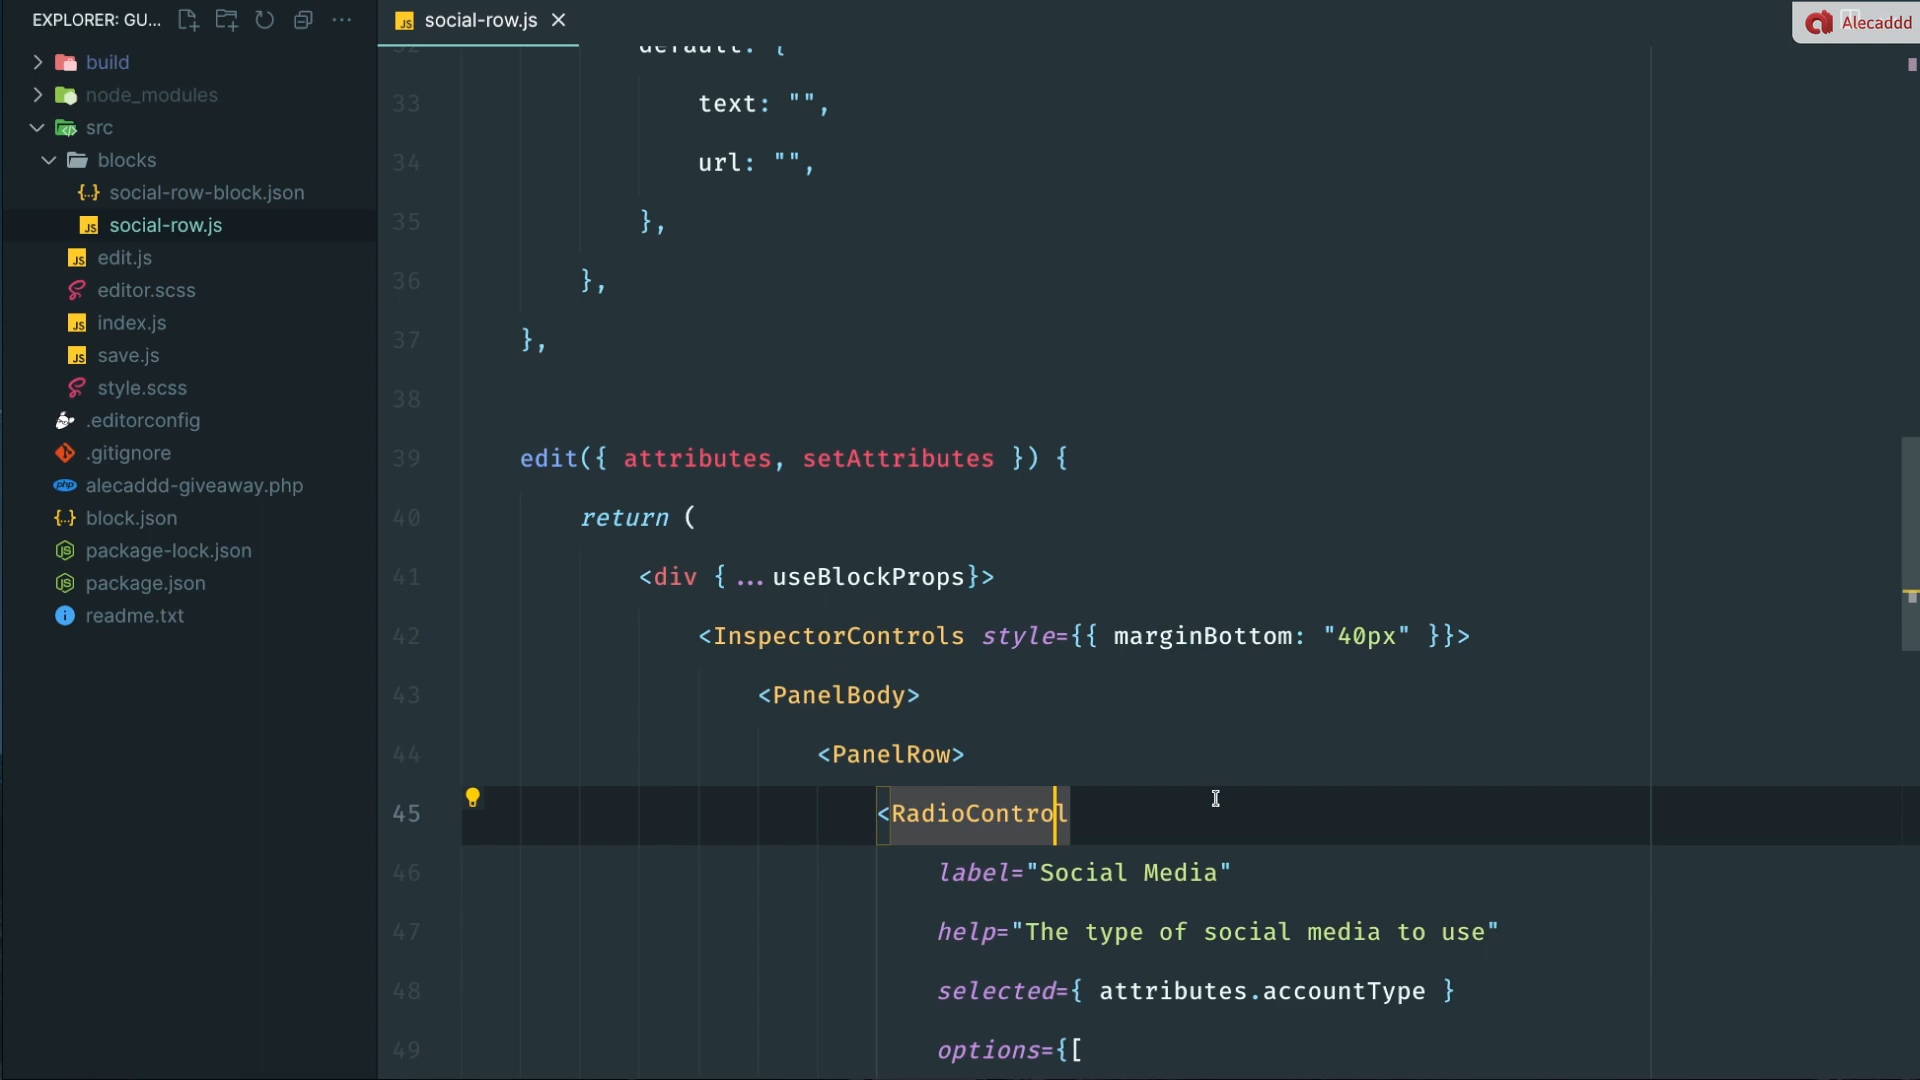 EXPLORER: GU...
build
node_modules
src
blocks
social-row-block.json
social-row.js
edit.js
editor.scss
index.js
save.js
style.scss
.editorconfig
.gitignore
alecaddd-giveaway.php
block.json
package-lock.json
package.json
readme.txt
social-row.js
Alecaddd
32 default: {
33 text: "",
34 url: "",
35 },
36 },
37 },
38
39 edit({ attributes, setAttributes }) {
40 return (
41 <div {...useBlockProps}>
42 <InspectorControls style={{ marginBottom: "40px" }}>
43 <PanelBody>
44 <PanelRow>
45 <RadioControl
46 label="Social Media"
47 help="The type of social media to use"
48 selected={ attributes.accountType }
49 options={[